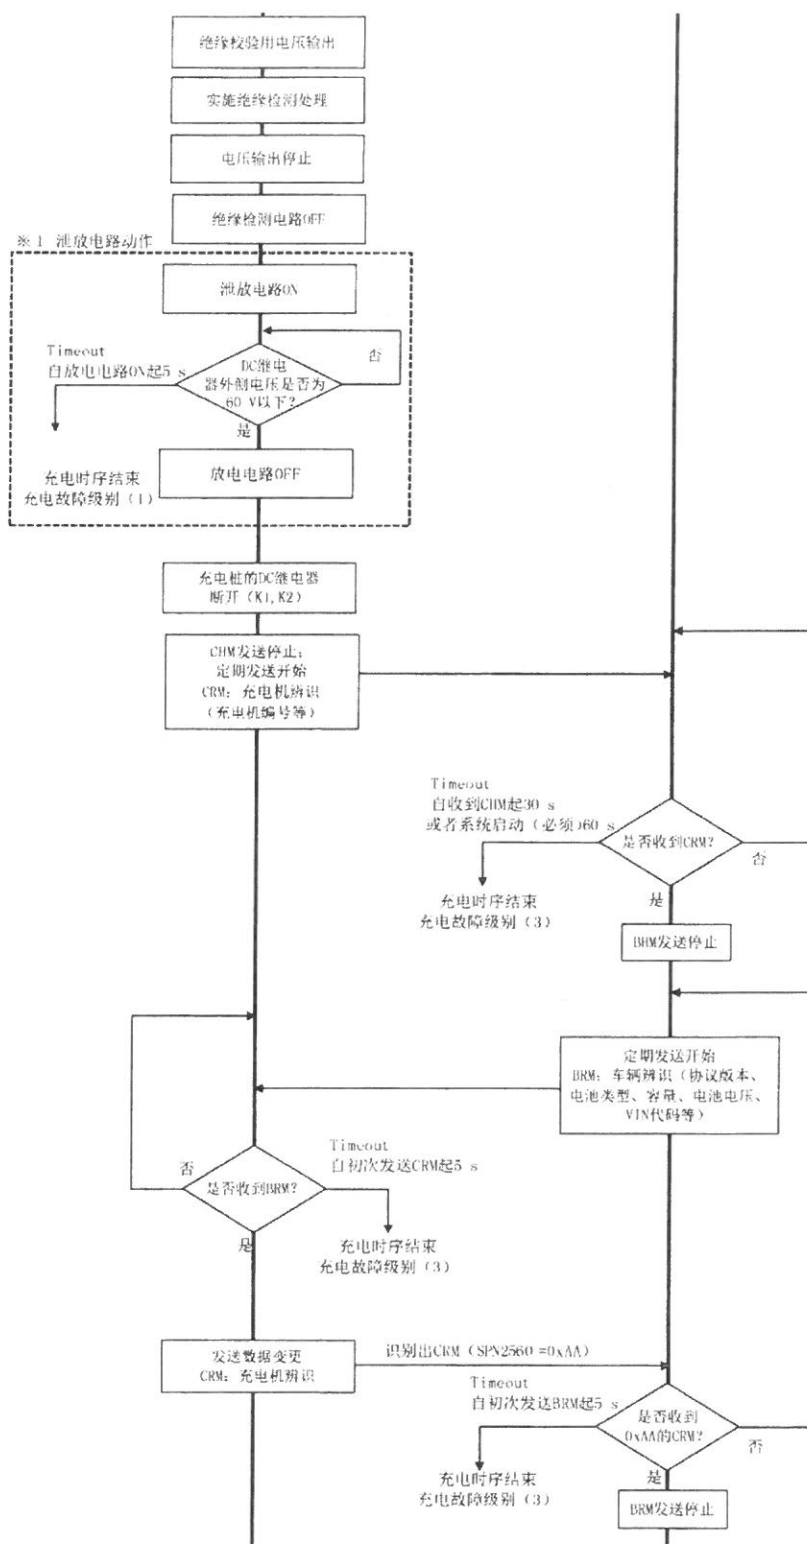 绝缘校验用电压输出
实施绝缘检测处理
电压输出停止
绝缘检测电路OFF
※1 泄放电路动作
泄放电路ON
Timeout
自放电电路ON起5 s
否
DC继电
器外侧电压是否为
60 V以下?
是
充电时序结束
充电故障级别(1)
放电电路OFF
充电桩的DC继电器
断开(K1,K2)
CHM发送停止;
定期发送开始
CRM:充电机辨识
(充电机编号等)
Timeout
自收到CHM起30 s
或者系统启动(必须)60 s
是否收到CRM?
否
充电时序结束
充电故障级别(3)
是
BHM发送停止
定期发送开始
BRM:车辆辨识(协议版本、
电池类型、容量、电池电压、
VIN代码等)
否
Timeout
自初次发送CRM起5 s
是否收到BRM?
是
充电时序结束
充电故障级别(3)
发送数据变更
CRM:充电机辨识
识别出CRM(SPN2560 =0xAA)
Timeout
自初次发送BRM起5 s
是否收到
0xAA的CRM?
否
充电时序结束
充电故障级别(3)
是
BRM发送停止